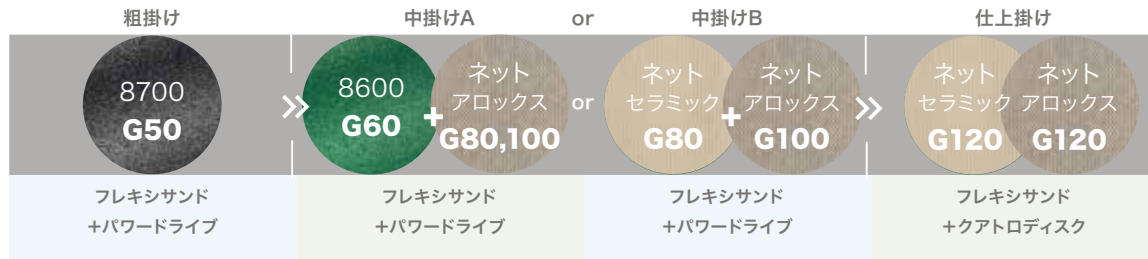 粗掛け
中掛けA
or
中掛けB
仕上掛け
8700
G50
8600
G60
+
ネット
アロックス
G80,100
or
ネット
セラミック
G80
+
ネット
アロックス
G100
ネット
セラミック
G120
ネット
アロックス
G120
フレキシサンド
+パワードライブ
フレキシサンド
+パワードライブ
フレキシサンド
+パワードライブ
フレキシサンド
+クアトロディスク